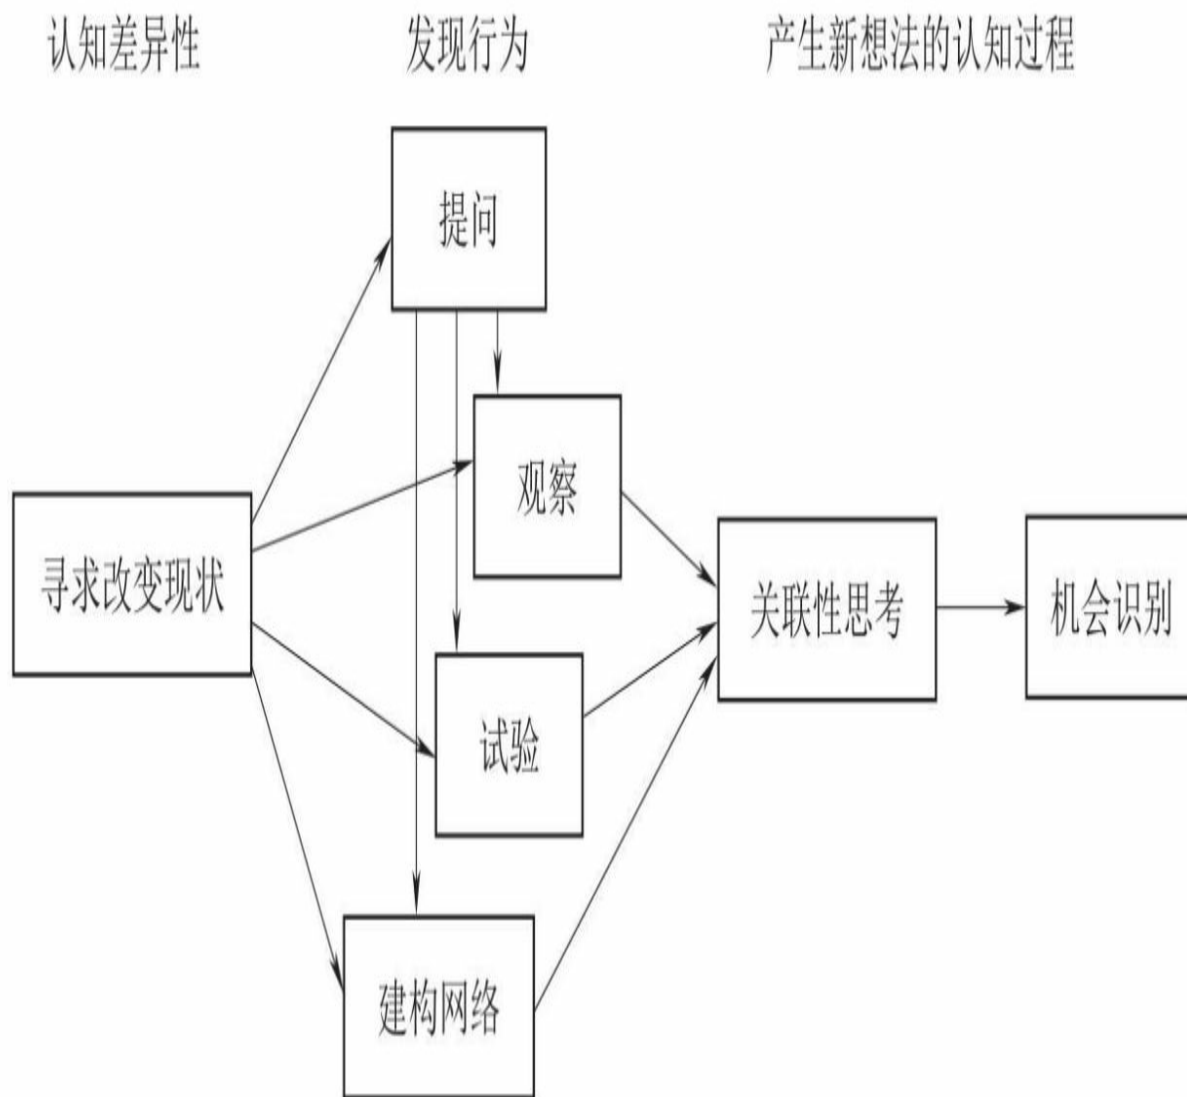 认知差异性
发现行为
产生新想法的认知过程
提问
观察
寻求改变现状
关联性思考
机会识别
试验
建构网络